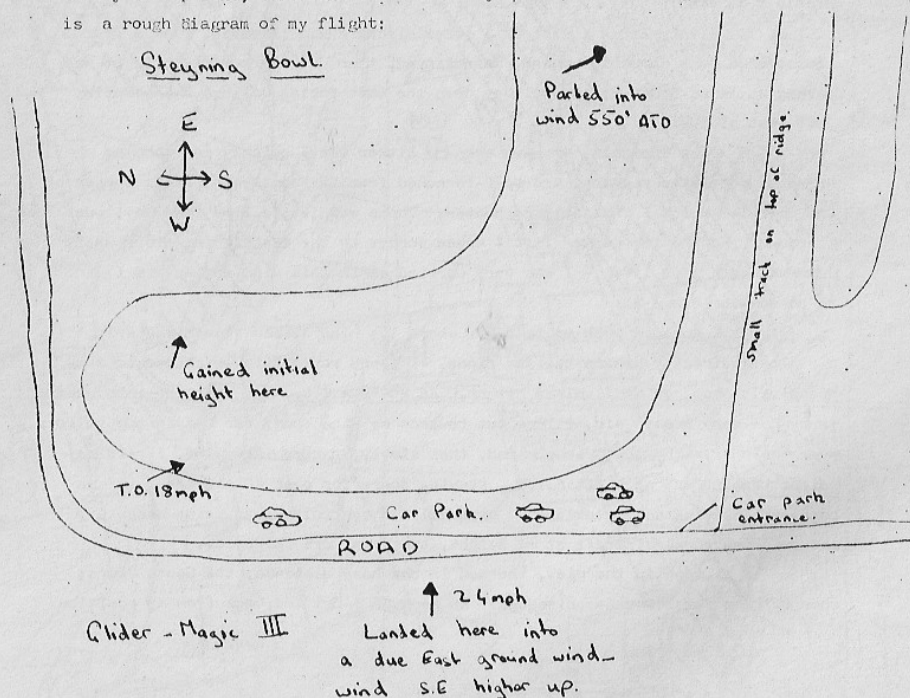 is a rough diagram of my flight:
Steyning Bowl
E
N S
W
Parked into
wind 550' ATO
small track on top of ridge.
Gained initial
height here
T.O. 18mph
Car Park.
Car park
entrance.
ROAD
24mph
Glider - Magic III
Landed here into
a due East ground wind -
wind S.E higher up.